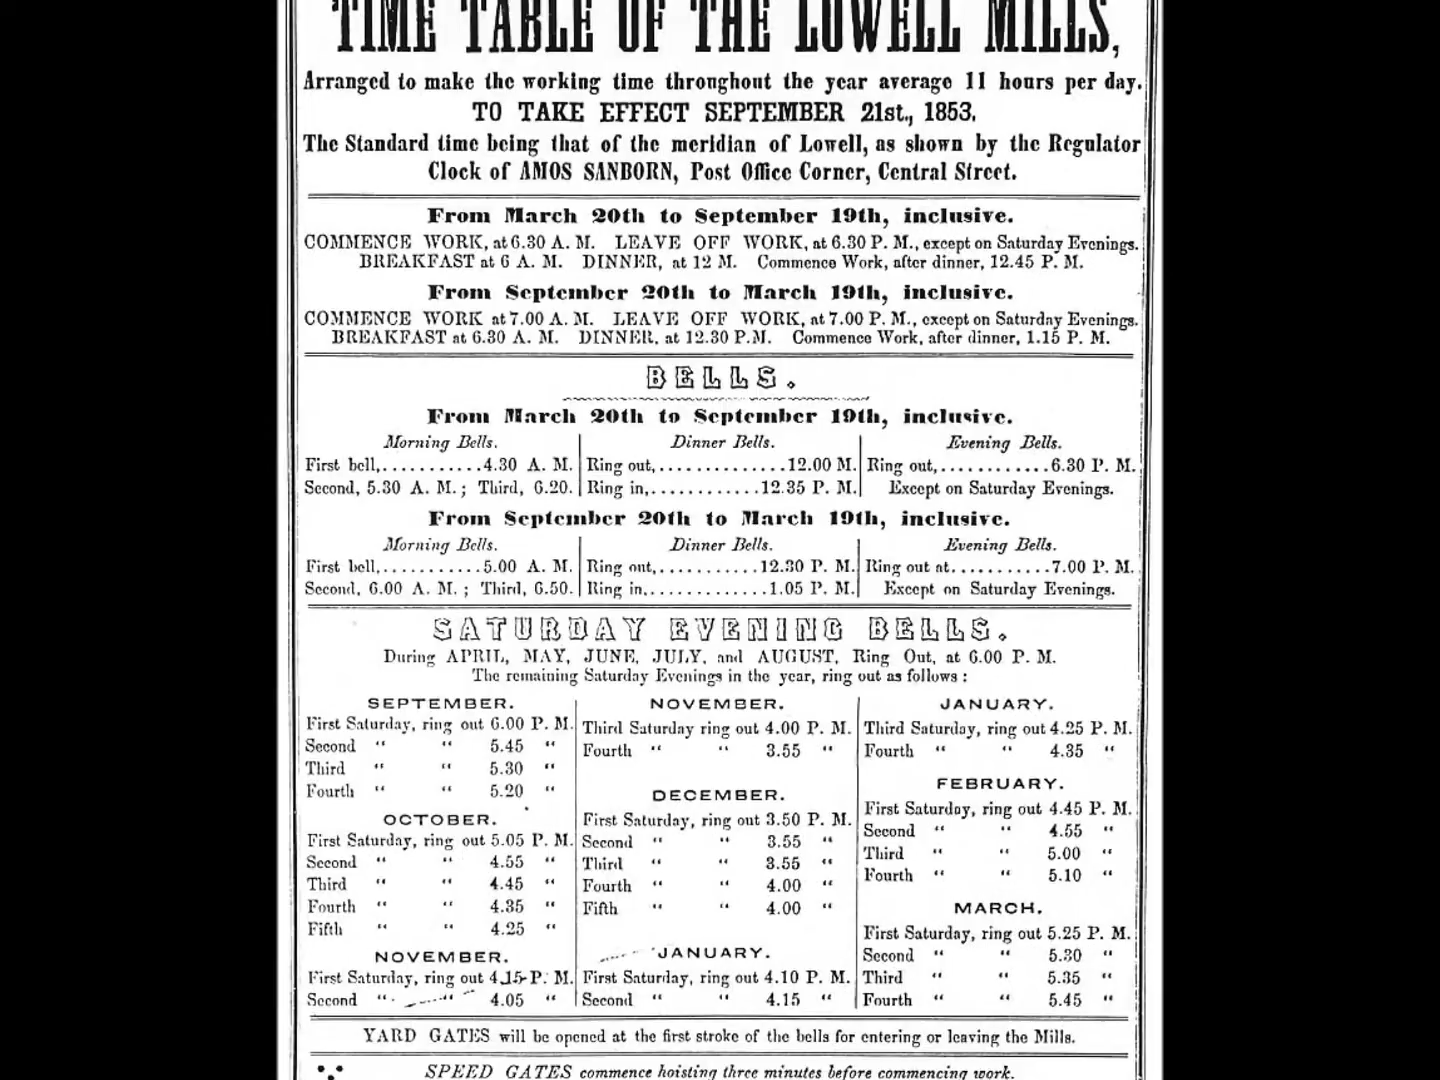 TIME TABLE OF THE LOWELL MILLS,
Arranged to make the working time throughout the year average 11 hours per day.
TO TAKE EFFECT SEPTEMBER 21st., 1853.
The Standard time being that of the meridian of Lowell, as shown by the Regulator
Clock of AMOS SANBORN, Post Office Corner, Central Street.
From March 20th to September 19th, inclusive.
COMMENCE WORK, at 6.30 A. M. LEAVE OFF WORK, at 6.30 P. M., except on Saturday Evenings.
BREAKFAST at 6 A. M. DINNER, at 12 M. Commence Work, after dinner, 12.45 P. M.
From September 20th to March 19th, inclusive.
COMMENCE WORK at 7.00 A. M. LEAVE OFF WORK, at 7.00 P. M., except on Saturday Evenings.
BREAKFAST at 6.30 A. M. DINNER, at 12.30 P.M. Commence Work, after dinner, 1.15 P. M.
BELLS.
From March 20th to September 19th, inclusive.
Morning Bells.
First bell,...........4.30 A. M.
Second, 5.30 A. M.; Third, 6.20.
Dinner Bells.
Ring out,.............12.00 M.
Ring in,............12.35 P. M.
Evening Bells.
Ring out,............6.30 P. M.
Except on Saturday Evenings.
From September 20th to March 19th, inclusive.
Morning Bells.
First bell,...........5.00 A. M.
Second, 6.00 A. M.; Third, 6.50.
Dinner Bells.
Ring out,...........12.30 P. M.
Ring in,.............1.05 P. M.
Evening Bells.
Ring out at...........7.00 P. M.
Except on Saturday Evenings.
SATURDAY EVENING BELLS.
During APRIL, MAY, JUNE, JULY, and AUGUST, Ring Out, at 6.00 P. M.
The remaining Saturday Evenings in the year, ring out as follows :
SEPTEMBER.
First Saturday, ring out 6.00 P. M.
Second “ “ 5.45 “
Third “ “ 5.30 “
Fourth “ “ 5.20 “
OCTOBER.
First Saturday, ring out 5.05 P. M.
Second “ “ 4.55 “
Third “ “ 4.45 “
Fourth “ “ 4.35 “
Fifth “ “ 4.25 “
NOVEMBER.
First Saturday, ring out 4.15 P. M.
Second “ “ 4.05 “
NOVEMBER.
Third Saturday ring out 4.00 P. M.
Fourth “ “ 3.55 “
DECEMBER.
First Saturday, ring out 3.50 P. M.
Second “ “ 3.55 “
Third “ “ 3.55 “
Fourth “ “ 4.00 “
Fifth “ “ 4.00 “
JANUARY.
First Saturday, ring out 4.10 P. M.
Second “ “ 4.15 “
JANUARY.
Third Saturday, ring out 4.25 P. M.
Fourth “ “ 4.35 “
FEBRUARY.
First Saturday, ring out 4.45 P. M.
Second “ “ 4.55 “
Third “ “ 5.00 “
Fourth “ “ 5.10 “
MARCH.
First Saturday, ring out 5.25 P. M.
Second “ “ 5.30 “
Third “ “ 5.35 “
Fourth “ “ 5.45 “
YARD GATES will be opened at the first stroke of the bells for entering or leaving the Mills.
SPEED GATES commence hoisting three minutes before commencing work.